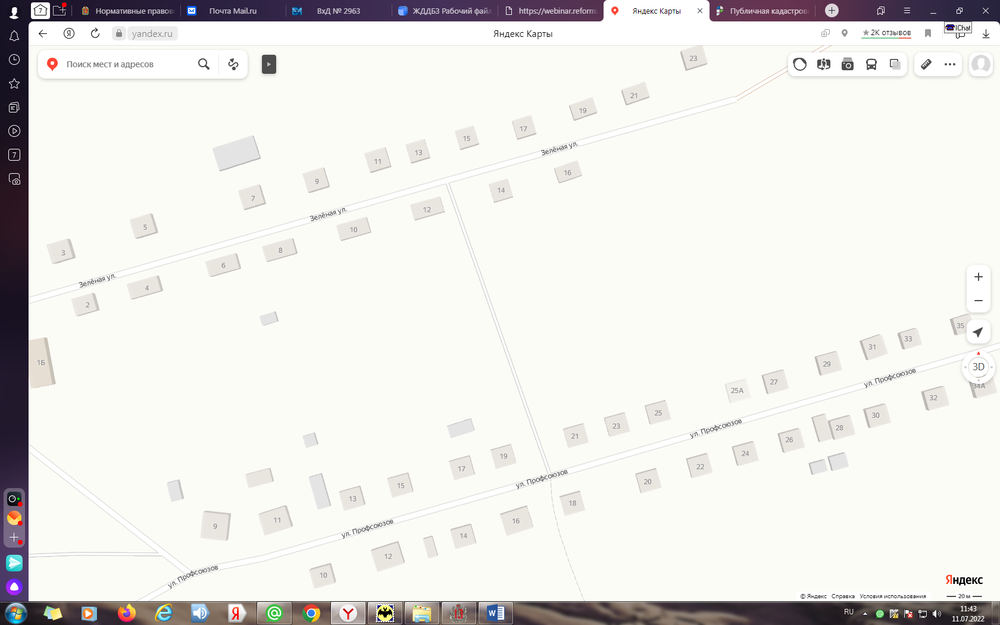 7
Нормативные правов
Почта Mail.ru
ВхД № 2963
ЖДДБЗ Рабочий файл
https://webinar.reforma
Яндекс Карты
Публичная кадастров
yandex.ru
Яндекс Карты
2K отзывов
IChat
Поиск мест и адресов
7
23
21
19
17
15
13
11
9
7
5
3
Зелёная ул.
Зелёная ул.
Зелёная ул.
16
14
12
10
8
6
4
2
1Б
35
33
31
29
27
25А
25
23
21
19
17
15
13
11
9
ул. Профсоюзов
ул. Профсоюзов
ул. Профсоюзов
ул. Профсоюзов
ул. Профсоюзов
34А
32
30
28
26
24
22
20
18
16
14
12
10
3D
Яндекс
© Яндекс Справка Условия использования
20 м
RU
11:43
11.07.2022